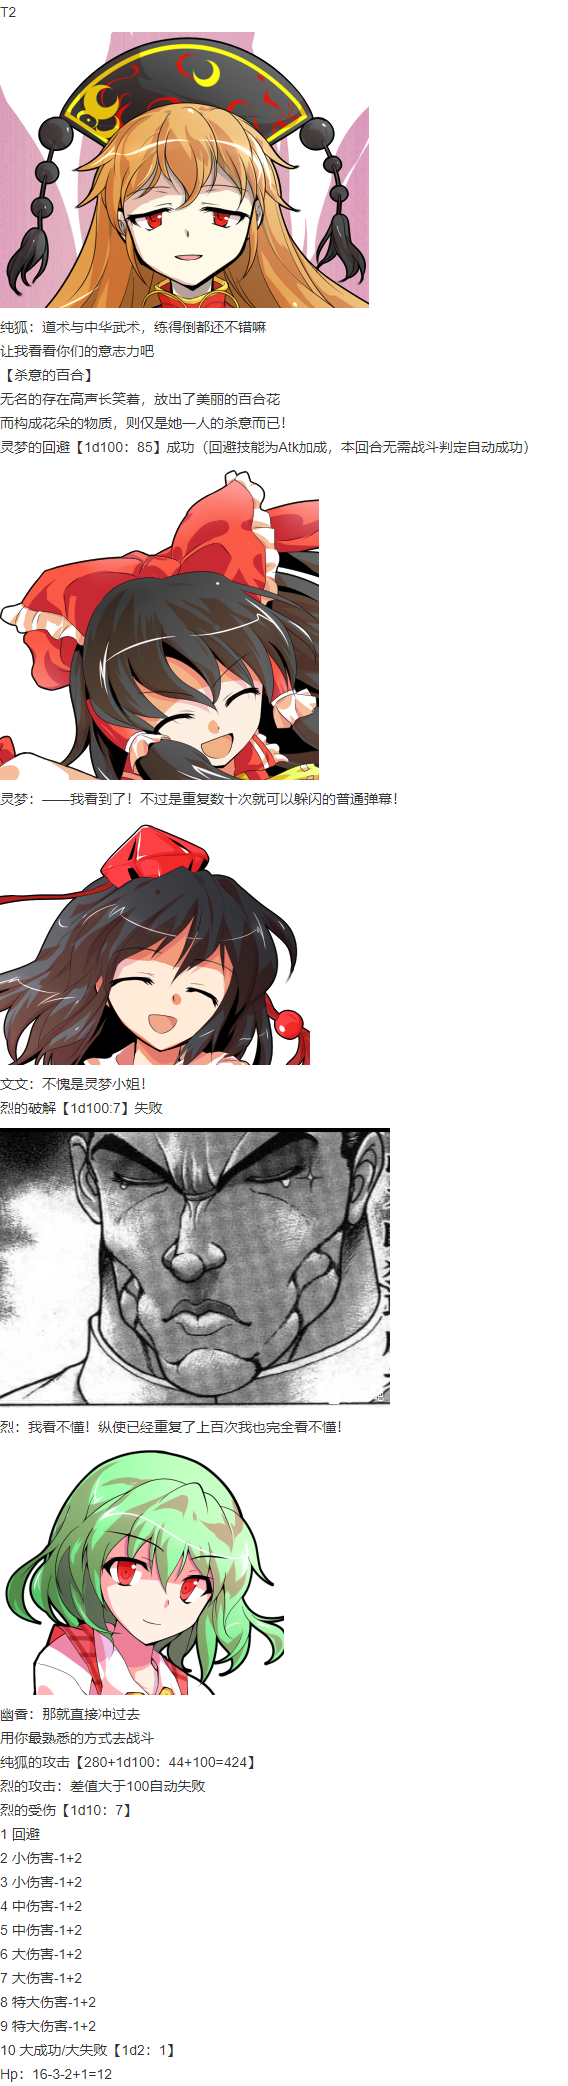 T2
纯狐：道术与中华武术，练得倒都还不错嘛
让我看看你们的意志力吧
【杀意的百合】
无名的存在高声长笑着，放出了美丽的百合花
而构成花朵的物质，则仅是她一人的杀意而已！
灵梦的回避【1d100：85】成功（回避技能为Atk加成，本回合无需战斗判定自动成功）
灵梦：——我看到了！不过是重复数十次就可以躲闪的普通弹幕！
文文：不愧是灵梦小姐！
烈的破解【1d100:7】失败
烈：我看不懂！纵使已经重复了上百次我也完全看不懂！
幽香：那就直接冲过去
用你最熟悉的方式去战斗
纯狐的攻击【280+1d100：44+100=424】
烈的攻击：差值大于100自动失败
烈的受伤【1d10：7】
1 回避
2 小伤害-1+2
3 小伤害-1+2
4 中伤害-1+2
5 中伤害-1+2
6 大伤害-1+2
7 大伤害-1+2
8 特大伤害-1+2
9 特大伤害-1+2
10 大成功/大失败【1d2：1】
Hp：16-3-2+1=12